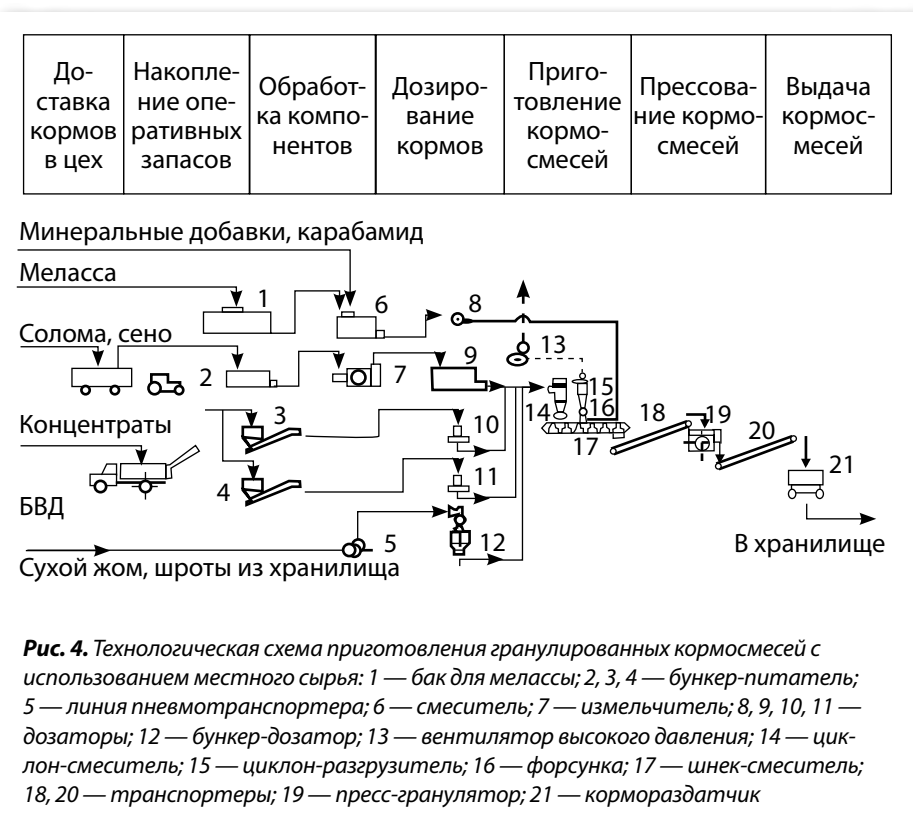 До-
ставка
кормов
в цех
Накопле-
ние опе-
ративных
запасов
Обработ-
ка компо-
нентов
Дозиро-
вание
кормов
Приго-
товление
кормо-
смесей
Прессова-
ние кормо-
смесей
Выдача
кормос-
месей
Минеральные добавки, карабамид
Меласса
1
6
8
Солома, сено
2
7
9
13
15
14
16
Концентраты
3
10
17
18
19
20
21
4
11
БВД
5
12
В хранилище
Сухой жом, шроты из хранилища
Рис. 4. Технологическая схема приготовления гранулированных кормосмесей с
использованием местного сырья: 1 — бак для мелассы; 2, 3, 4 — бункер-питатель;
5 — линия пневмотранспортера; 6 — смеситель; 7 — измельчитель; 8, 9, 10, 11 —
дозаторы; 12 — бункер-дозатор; 13 — вентилятор высокого давления; 14 — цик-
лон-смеситель; 15 — циклон-разгрузитель; 16 — форсунка; 17 — шнек-смеситель;
18, 20 — транспортеры; 19 — пресс-гранулятор; 21 — кормораздатчик